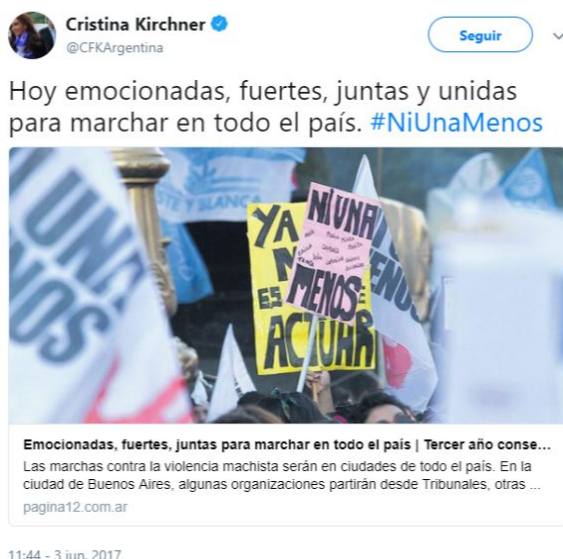 Cristina Kirchner
@CFKArgentina
Seguir
Hoy emocionadas, fuertes, juntas y unidas
para marchar en todo el país. #NiUnaMenos
TE Y BLANCA
YA
N
ES
ACTUAR
NI UNA
MENOS
UNA
NOS
ENOS
Emocionadas, fuertes, juntas para marchar en todo el país | Tercer año conse...
Las marchas contra la violencia machista serán en ciudades de todo el país. En la
ciudad de Buenos Aires, algunas organizaciones partirán desde Tribunales, otras ...
pagina12.com.ar
11:44 - 3 jun. 2017